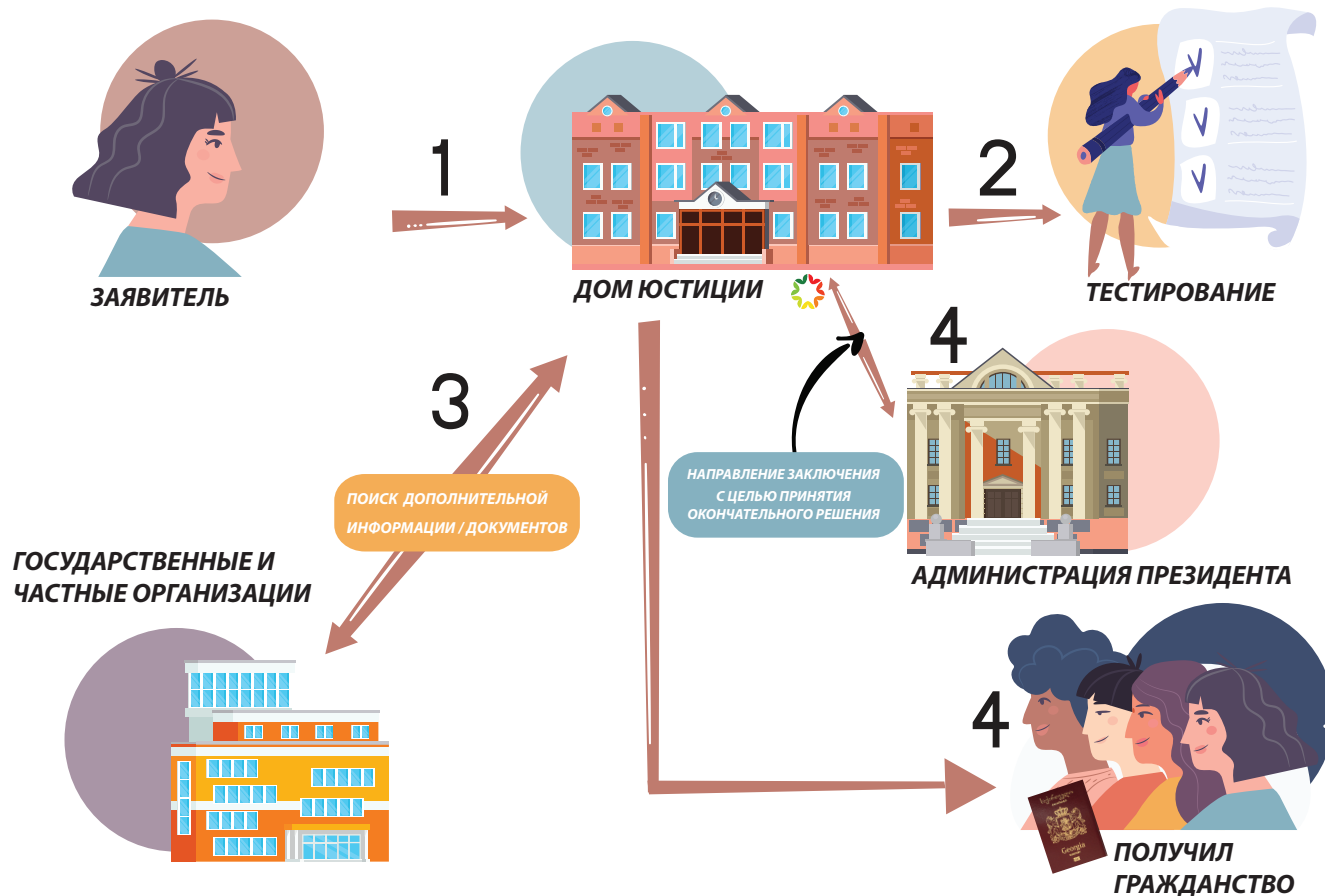 1
2
ЗАЯВИТЕЛЬ
ДОМ ЮСТИЦИИ
ТЕСТИРОВАНИЕ
3
4
ПОИСК ДОПОЛНИТЕЛЬНОЙ
ИНФОРМАЦИИ / ДОКУМЕНТОВ
НАПРАВЛЕНИЕ ЗАКЛЮЧЕНИЯ
С ЦЕЛЬЮ ПРИНЯТИЯ
ОКОНЧАТЕЛЬНОГО РЕШЕНИЯ
ГОСУДАРСТВЕННЫЕ И
ЧАСТНЫЕ ОРГАНИЗАЦИИ
АДМИНИСТРАЦИЯ ПРЕЗИДЕНТА
4
საქართველო
Georgia
ПОЛУЧИЛ
ГРАЖДАНСТВО